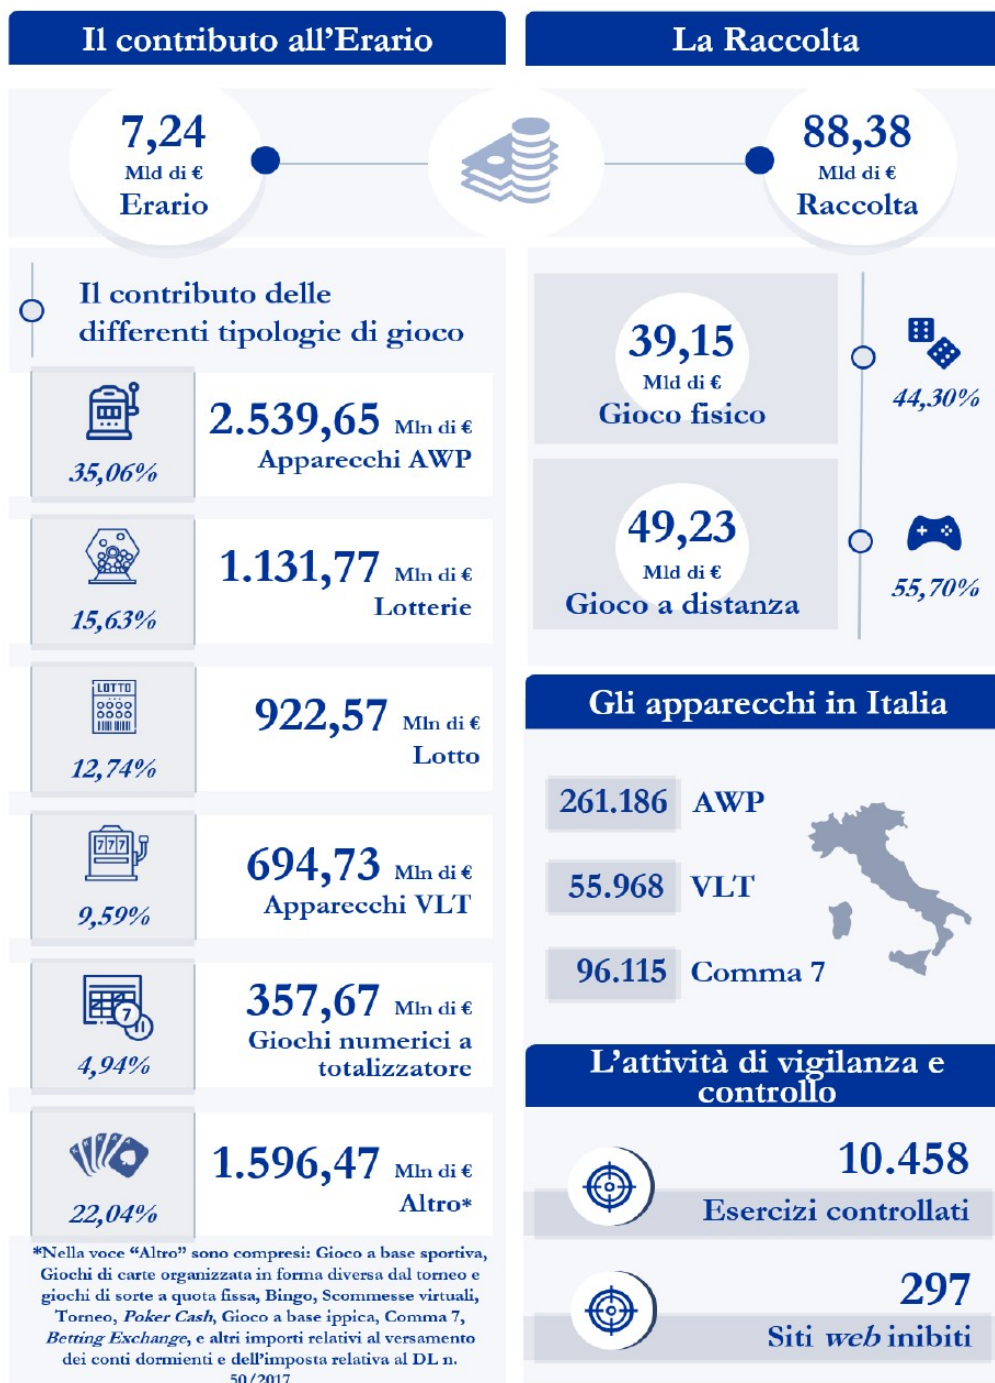 Il contributo all'Erario
7,24
Mld di €
Erario
Il contributo delle
differenti tipologie di gioco
35,06%
2.539,65 Mln di €
Apparecchi AWP
15,63%
1.131,77 Mln di €
Lotterie
LOTTO
12,74%
922,57 Mln di €
Lotto
777
9,59%
694,73 Mln di €
Apparecchi VLT
7
11
4,94%
357,67 Mln di €
Giochi numerici a
totalizzatore
22,04%
1.596,47 Mln di €
Altro*
*Nella voce “Altro” sono compresi: Gioco a base sportiva,
Giochi di carte organizzata in forma diversa dal torneo e
giochi di sorte a quota fissa, Bingo, Scommesse virtuali,
Torneo, Poker Cash, Gioco a base ippica, Comma 7,
Betting Exchange, e altri importi relativi al versamento
dei conti dormienti e dell'imposta relativa al DL n.
50/2017
La Raccolta
88,38
Mld di €
Raccolta
39,15
Mld di €
Gioco fisico
44,30%
49,23
Mld di €
Gioco a distanza
55,70%
Gli apparecchi in Italia
261.186 AWP
55.968 VLT
96.115 Comma 7
L'attività di vigilanza e
controllo
10.458
Esercizi controllati
297
Siti web inibiti